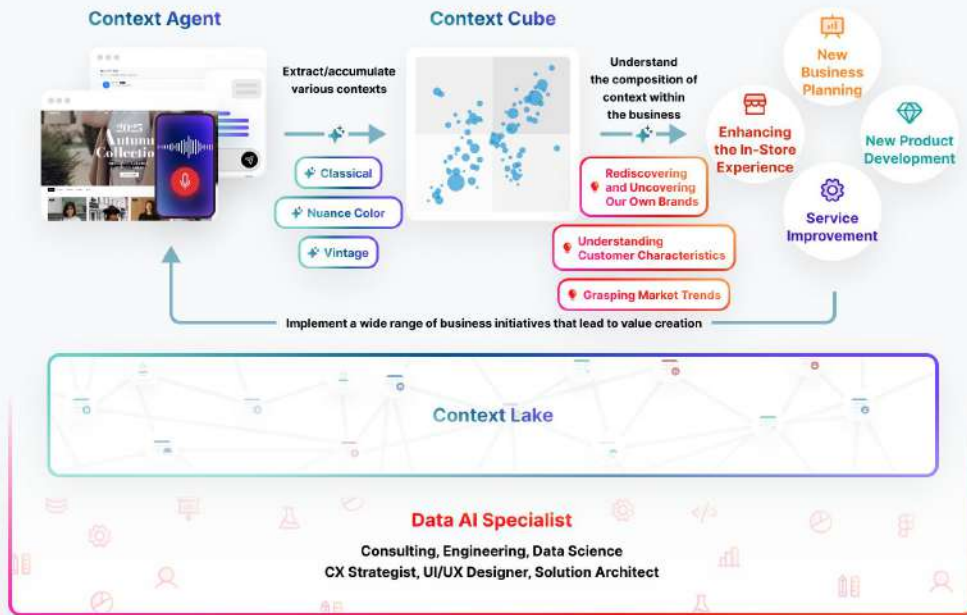 Context Agent
Context Cube
2025
Autumn
Collection
Extract/accumulate
various contexts
Classical
Nuance Color
Vintage
Understand
the composition of
context within
the business
Rediscovering
and Uncovering
Our Own Brands
Understanding
Customer Characteristics
Grasping Market Trends
New
Business
Planning
Enhancing
the In-Store
Experience
New Product
Development
Service
Improvement
Implement a wide range of business initiatives that lead to value creation
Context Lake
Data AI Specialist
Consulting, Engineering, Data Science
CX Strategist, UI/UX Designer, Solution Architect